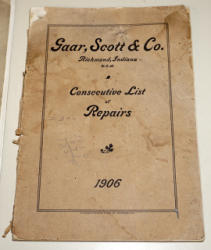 Gaar, Scott & Co.
Richmond, Indiana
U.S.A.
Consecutive List
of
Repairs
1906